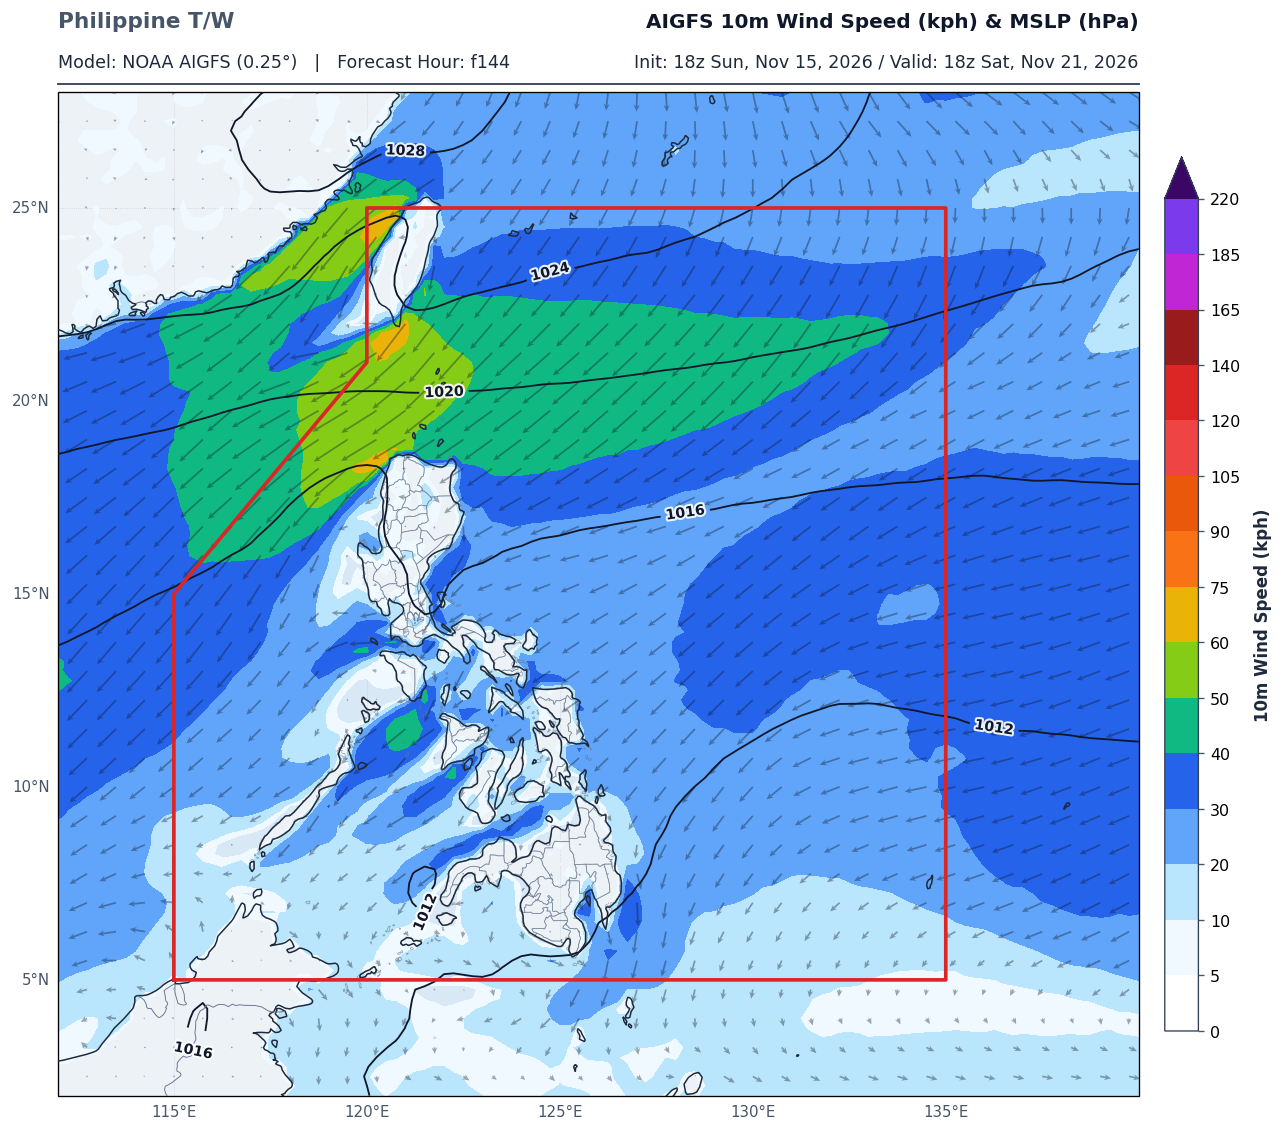 Philippine T/W
AIGFS 10m Wind Speed (kph) & MSLP (hPa)
Model: NOAA AIGFS (0.25°) | Forecast Hour: f144
Init: 18z Sun, Nov 15, 2026 / Valid: 18z Sat, Nov 21, 2026
1028
1024
1020
1016
1012
1012
1016
25°N
20°N
15°N
10°N
5°N
115°E
120°E
125°E
130°E
135°E
220
185
165
140
120
105
90
75
60
50
40
30
20
10
5
0
10m Wind Speed (kph)